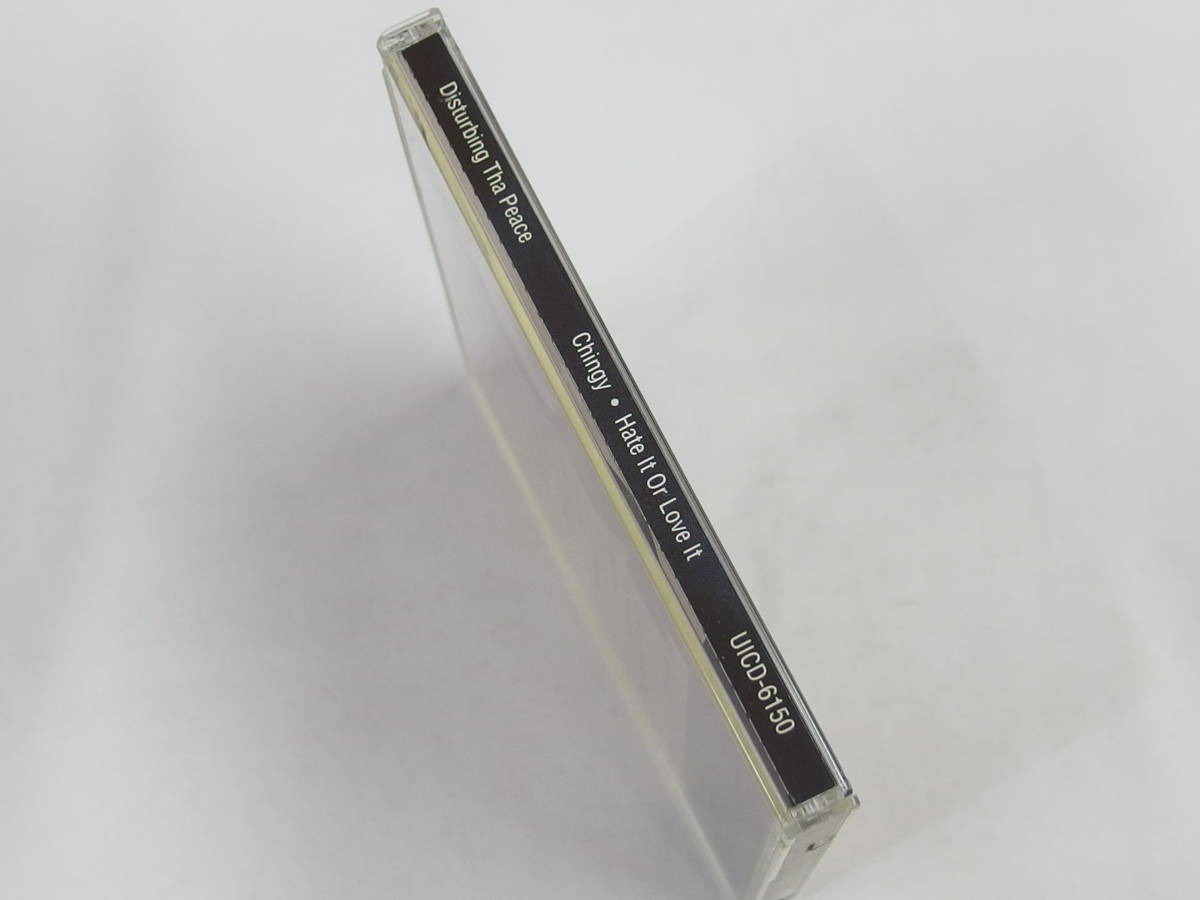 Disturbing Tha Peace
Chingy • Hate It Or Love It
UICD-6150